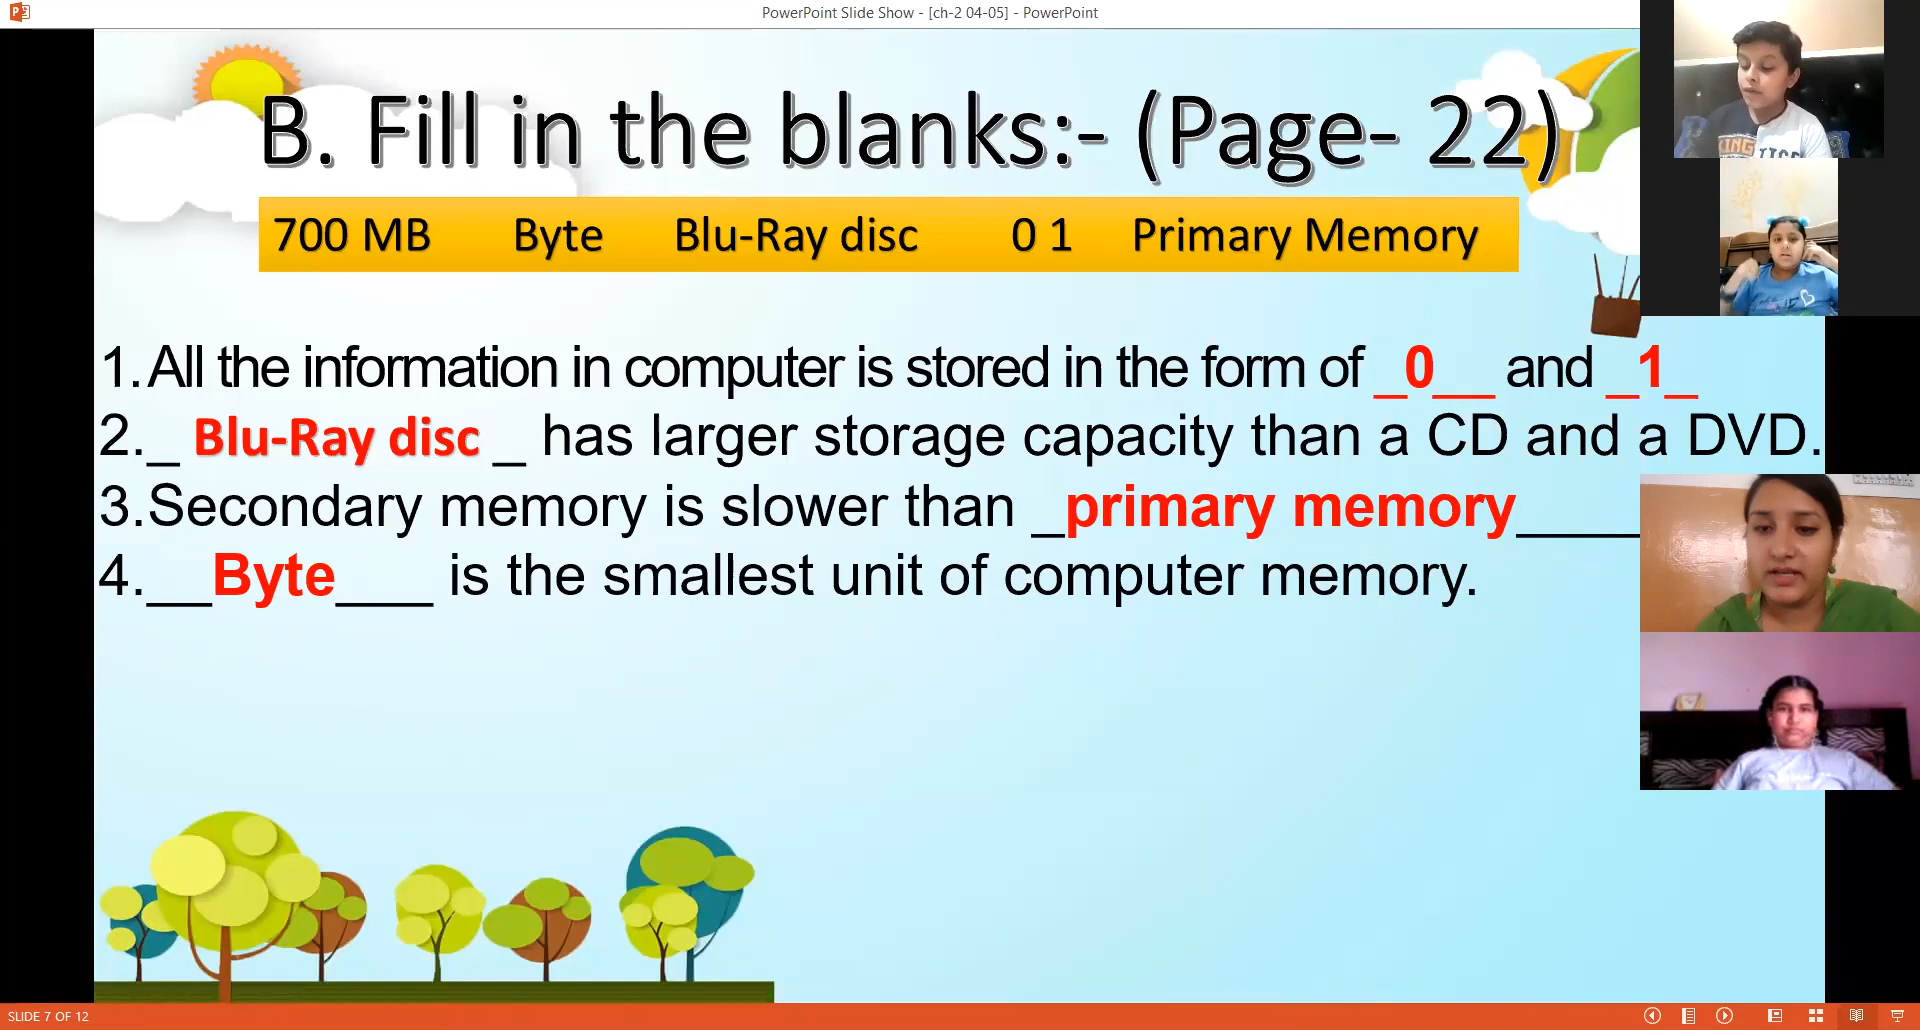 PowerPoint Slide Show - [ch-2 04-05] - PowerPoint
B. Fill in the blanks:- (Page- 22)
700 MB Byte Blu-Ray disc 0 1 Primary Memory
1. All the information in computer is stored in the form of _0__ and _1_
2._ Blu-Ray disc _ has larger storage capacity than a CD and a DVD.
3. Secondary memory is slower than _primary memory____
4.__Byte___ is the smallest unit of computer memory.
SLIDE 7 OF 12